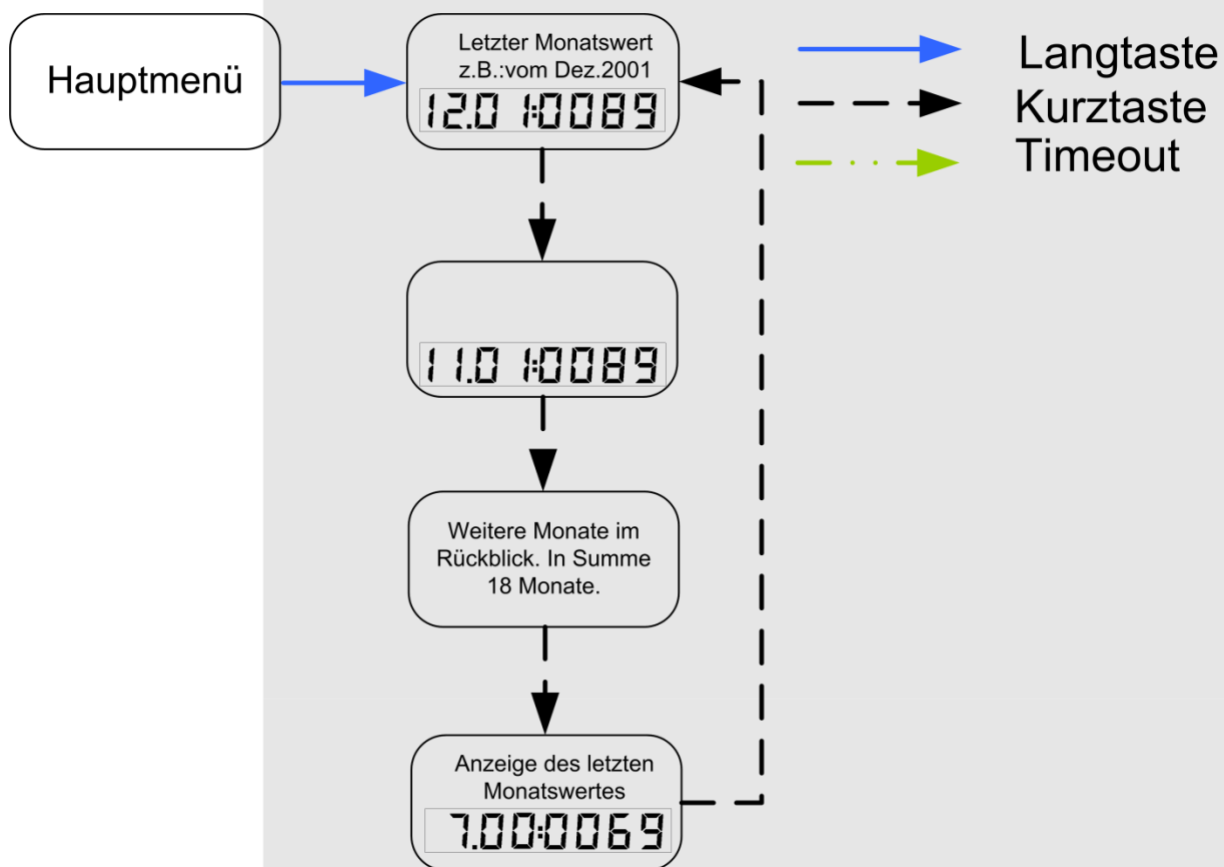 Hauptmenü
Letzter Monatswert
z.B.:vom Dez.2001
12.01:0089
11.01:0089
Weitere Monate im
Rückblick. In Summe
18 Monate.
Anzeige des letzten
Monatswertes
7.00:0069
Langtaste
Kurztaste
Timeout